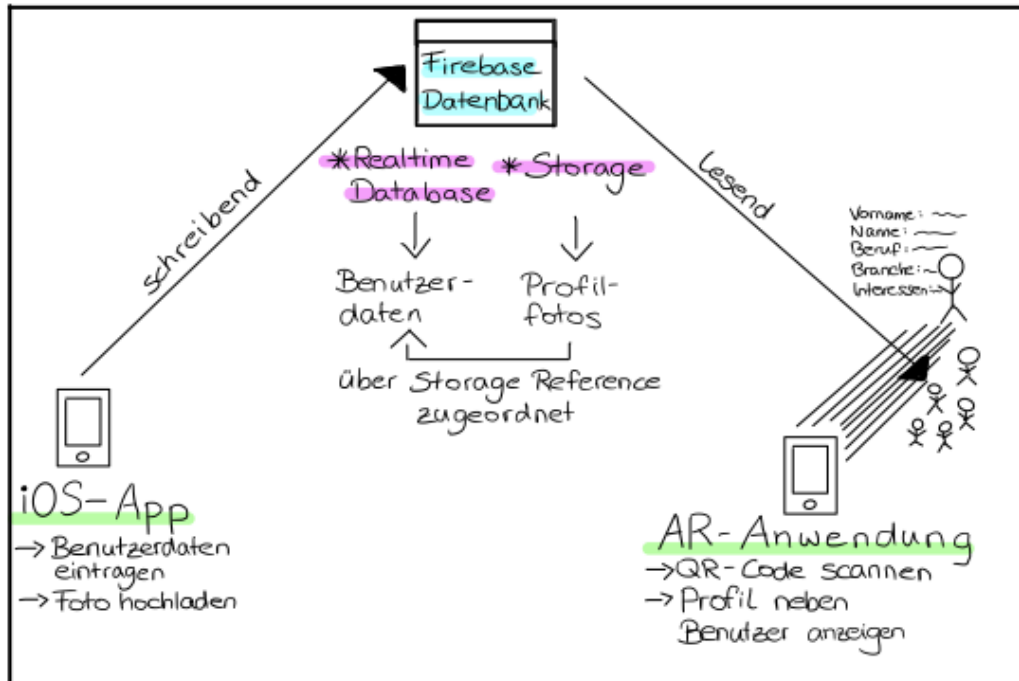 Firebase
Datenbank
schreibend
lesend
*Realtime
Database
*Storage
Benutzer-
daten
Profil-
fotos
über Storage Reference
zugeordnet
Vorname:
Name:
Beruf:
Branche:
Interessen:
iOS-App
→ Benutzerdaten
eintragen
→ Foto hochladen
AR-Anwendung
→ QR-Code scannen
→ Profil neben
Benutzer anzeigen